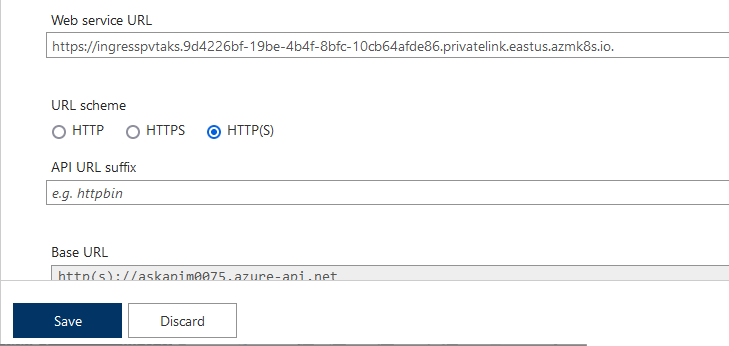 Web service URL
https://ingresspvtaks.9d4226bf-19be-4b4f-8bfc-10cb64afde86.privatelink.eastus.azmk8s.io.
URL scheme
HTTP HTTPS HTTP(S)
API URL suffix
e.g. httpbin
Base URL
http(s)://askapim0075.azure-api.net
Save Discard